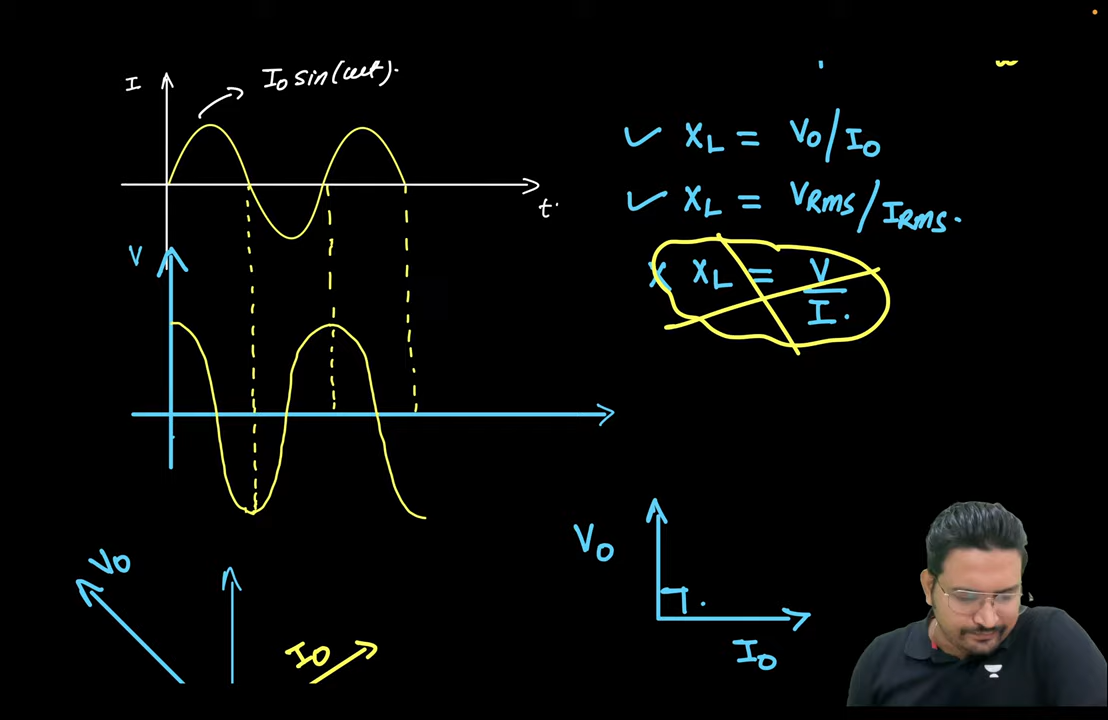 I
I₀ sin(ωt).
t.
V
✓ X_L = V₀/I₀
✓ X_L = V_RMS/I_RMS.
X X_L = V/I.
V₀
I₀
V₀
I₀